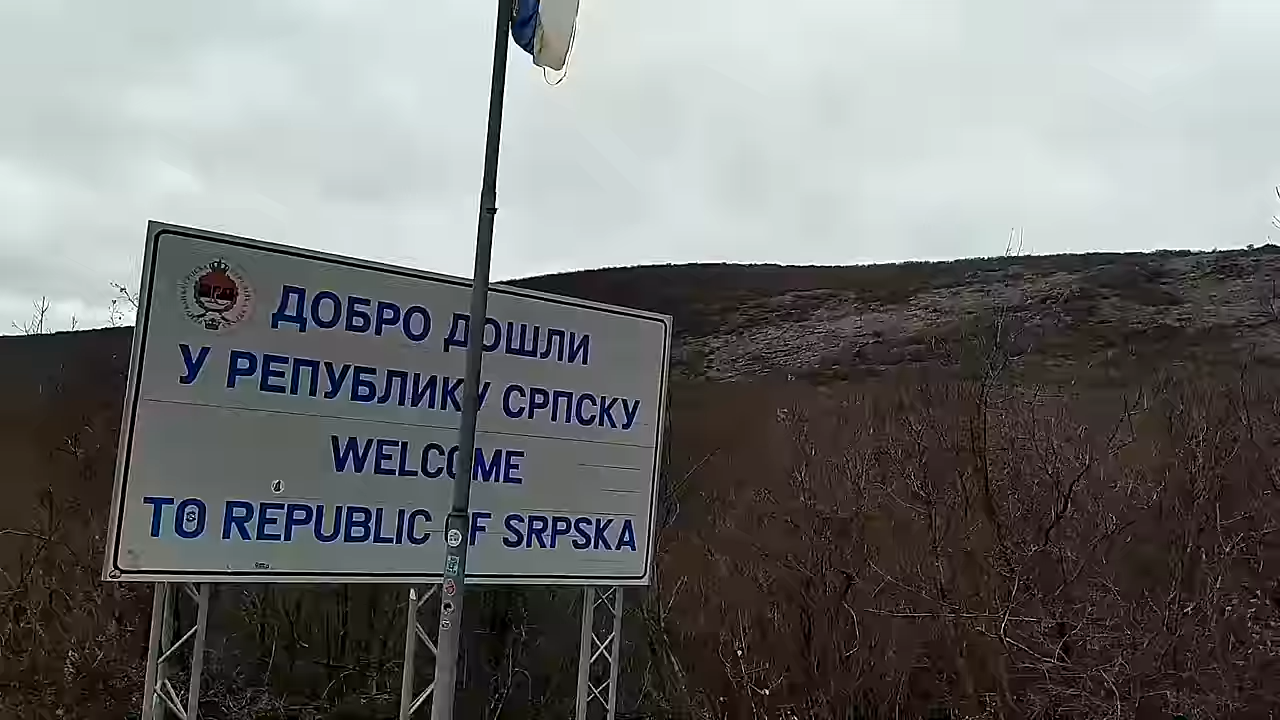 ДОБРО ДОШЛИ
У РЕПУБЛИКУ СРПСКУ
WELCOME
TO REPUBLIC OF SRPSKA